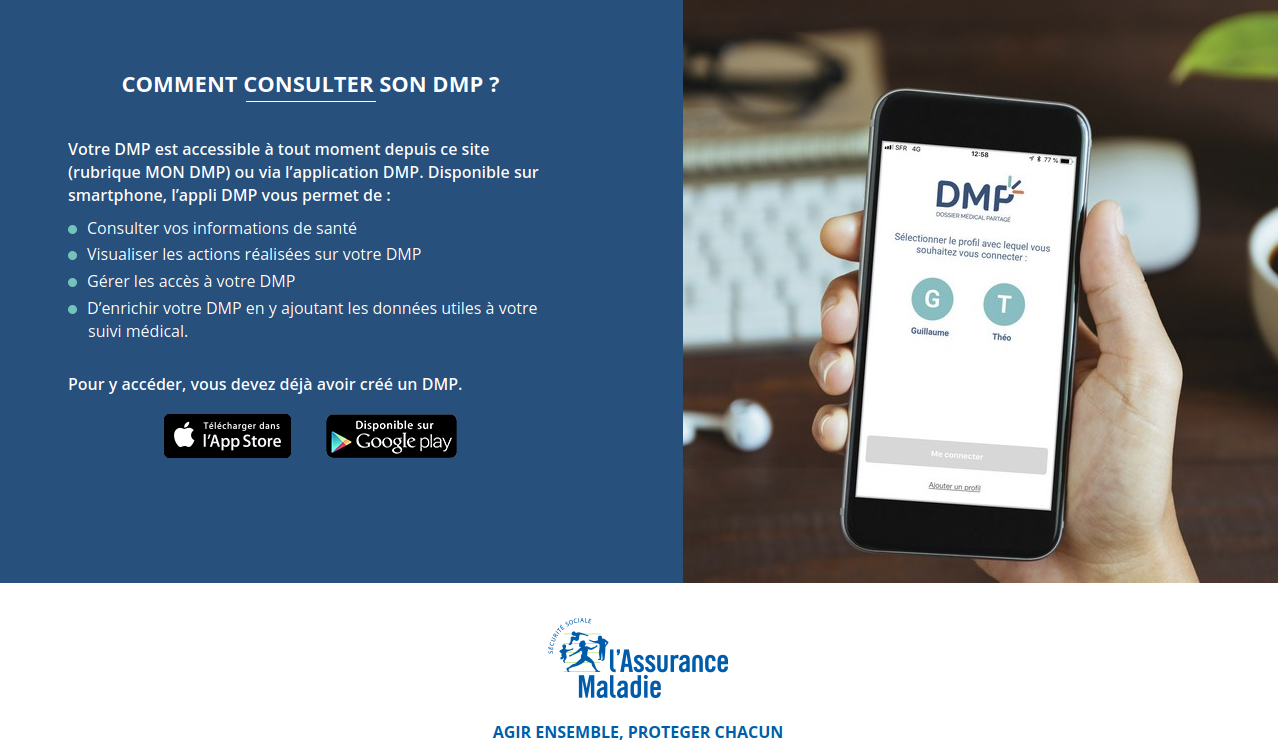 COMMENT CONSULTER SON DMP ?
Votre DMP est accessible à tout moment depuis ce site
(rubrique MON DMP) ou via l’application DMP. Disponible sur
smartphone, l’appli DMP vous permet de :
Consulter vos informations de santé
Visualiser les actions réalisées sur votre DMP
Gérer les accès à votre DMP
D’enrichir votre DMP en y ajoutant les données utiles à votre
suivi médical.
Pour y accéder, vous devez déjà avoir créé un DMP.
Télécharger dans
l’App Store
Disponible sur
Google play
SFR 4G
12:58
77 %
DMP
DOSSIER MÉDICAL PARTAGÉ
Sélectionner le profil avec lequel vous
souhaitez vous connecter :
G
T
Guillaume
Théo
Me connecter
Ajouter un profil
SÉCURITÉ SOCIALE
l’Assurance
Maladie
AGIR ENSEMBLE, PROTEGER CHACUN